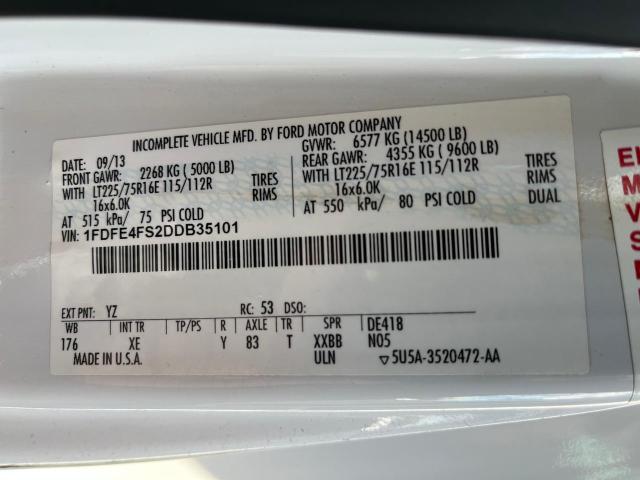 INCOMPLETE VEHICLE MFD. BY FORD MOTOR COMPANY
DATE: 09/13 GVWR: 6577 KG (14500 LB)
FRONT GAWR: 2268 KG ( 5000 LB) REAR GAWR: 4355 KG ( 9600 LB)
WITH LT225/75R16E 115/112R TIRES WITH LT225/75R16E 115/112R TIRES
16x6.0K RIMS 16x6.0K RIMS
AT 515 kPa/ 75 PSI COLD AT 550 kPa/ 80 PSI COLD DUAL
VIN: 1FDFE4FS2DDB35101
EXT PNT: YZ RC: 53 DSO:
WB INT TR TP/PS R AXLE TR SPR DE418
176 XE Y 83 T XXBB N05
MADE IN U.S.A. ULN ▽5U5A-3520472-AA